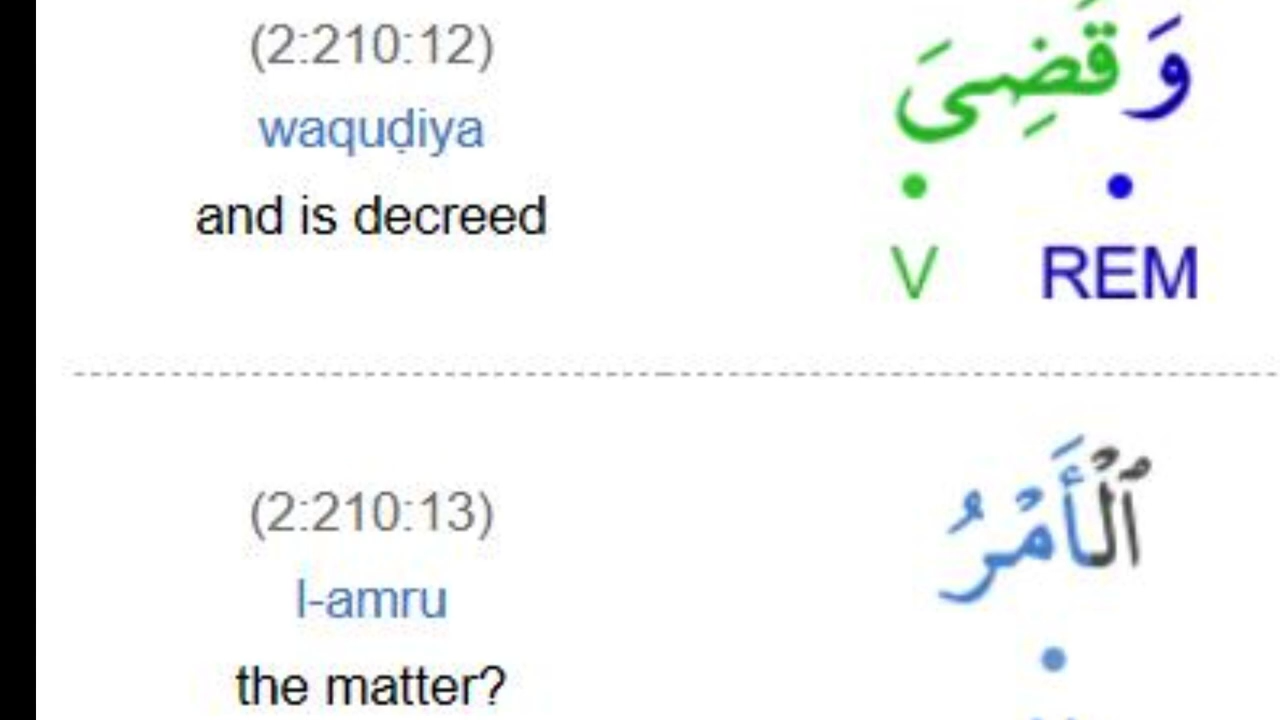 (2:210:12)
وَقُضِىَ
waquḍiya
and is decreed
V REM
(2:210:13)
ٱلْأَمْرُ
l-amru
the matter?